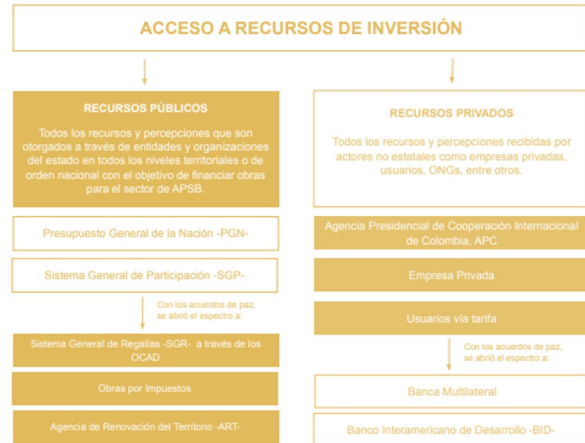 ACCESO A RECURSOS DE INVERSIÓN
RECURSOS PÚBLICOS
Todos los recursos y percepciones que son
otorgados a través de entidades y organizaciones
del estado en todos los niveles territoriales o de
orden nacional con el objetivo de financiar obras
para el sector de APSB.
Presupuesto General de la Nación -PGN-
Sistema General de Participación -SGP-
Con los acuerdos de paz,
se abrió el espectro a:
Sistema General de Regalías -SGR- a través de los
OCAD
Obras por Impuestos
Agencia de Renovación del Territorio -ART-
RECURSOS PRIVADOS
Todos los recursos y percepciones recibidas por
actores no estatales como empresas privadas,
usuarios, ONGs, entre otros.
Agencia Presidencial de Cooperación Internacional
de Colombia, APC
Empresa Privada
Usuarios vía tarifa
Con los acuerdos de paz,
se abrió el espectro a:
Banca Multilateral
Banco Interamericano de Desarrollo -BID-